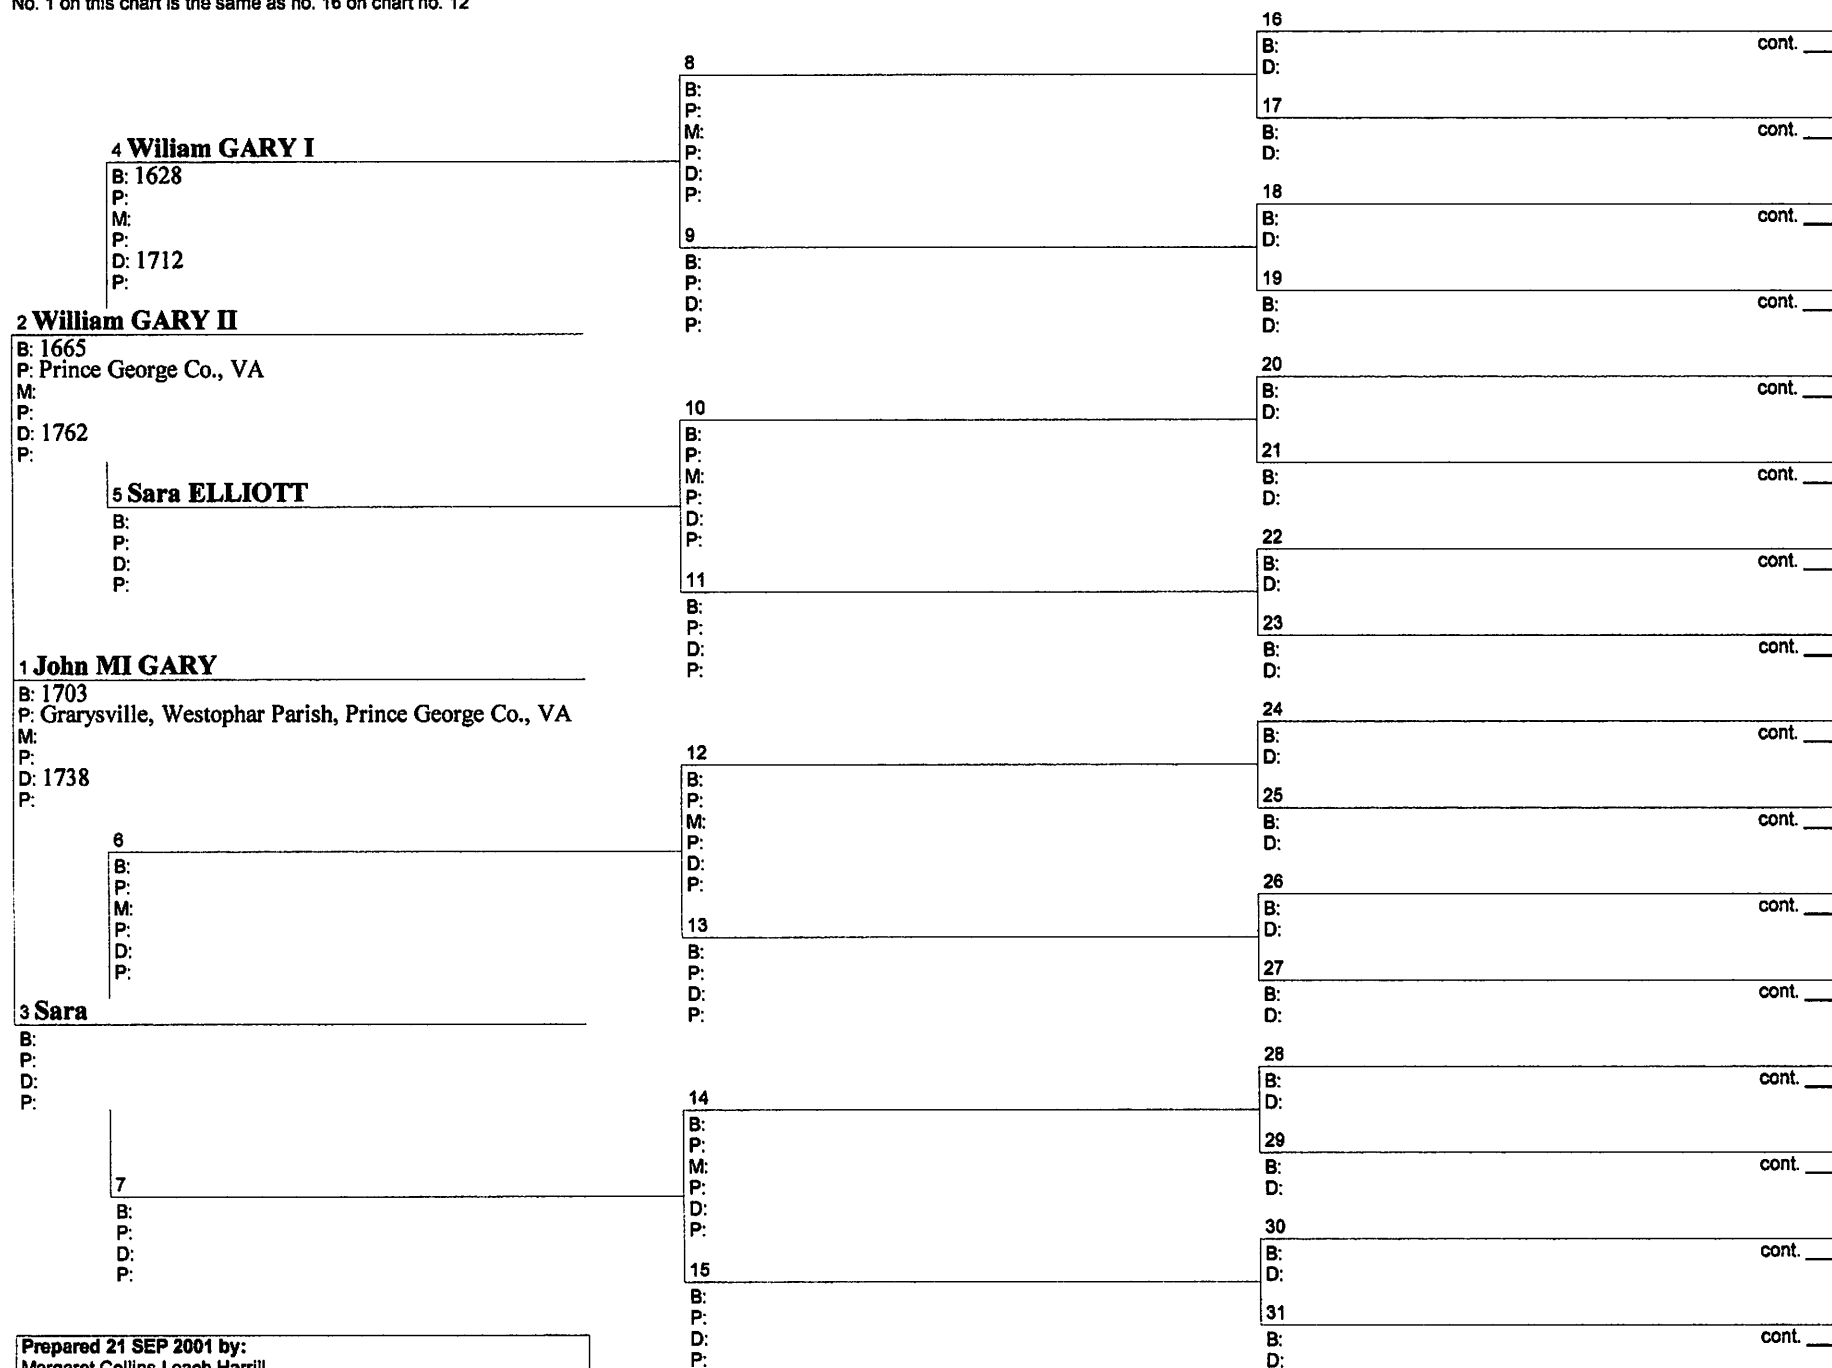 No. 1 on this chart is the same as no. 16 on chart no. 12
16
B: cont. ___
D:
8
B:
P:
M:
P:
D:
P:
17
B: cont. ___
D:
4 Wiliam GARY I
B: 1628
P:
M:
P:
D: 1712
P:
18
B: cont. ___
D:
9
B:
P:
D:
P:
19
B: cont. ___
D:
2 William GARY II
B: 1665
P: Prince George Co., VA
M:
P:
D: 1762
P:
20
B: cont. ___
D:
10
B:
P:
M:
P:
D:
P:
21
B: cont. ___
D:
5 Sara ELLIOTT
B:
P:
D:
P:
22
B: cont. ___
D:
11
B:
P:
D:
P:
23
B: cont. ___
D:
1 John MI GARY
B: 1703
P: Grarysville, Westophar Parish, Prince George Co., VA
M:
P:
D: 1738
P:
24
B: cont. ___
D:
12
B:
P:
M:
P:
D:
P:
25
B: cont. ___
D:
6
B:
P:
M:
P:
D:
P:
26
B: cont. ___
D:
13
B:
P:
D:
P:
27
B: cont. ___
D:
3 Sara
B:
P:
D:
P:
28
B: cont. ___
D:
14
B:
P:
M:
P:
D:
P:
29
B: cont. ___
D:
7
B:
P:
D:
P:
30
B: cont. ___
D:
15
B:
P:
D:
P:
31
B: cont. ___
D:
Prepared 21 SEP 2001 by:
Margaret Collins Leach Harrill